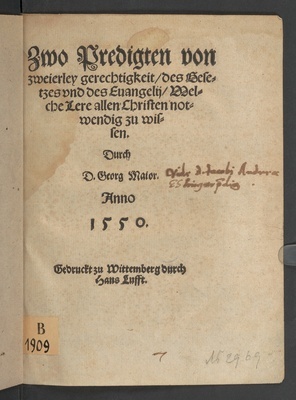 Zwo Predigten von
zweierley gerechtigkeit/des Gese-
tzes vnd des Euangelij/Wel-
che Lere allen Christen not-
wendig zu wis-
sen.
Durch
D. Georg Maior.
Anno
1550.
Gedruckt zu Wittemberg durch
Hans Lufft.
B
1909